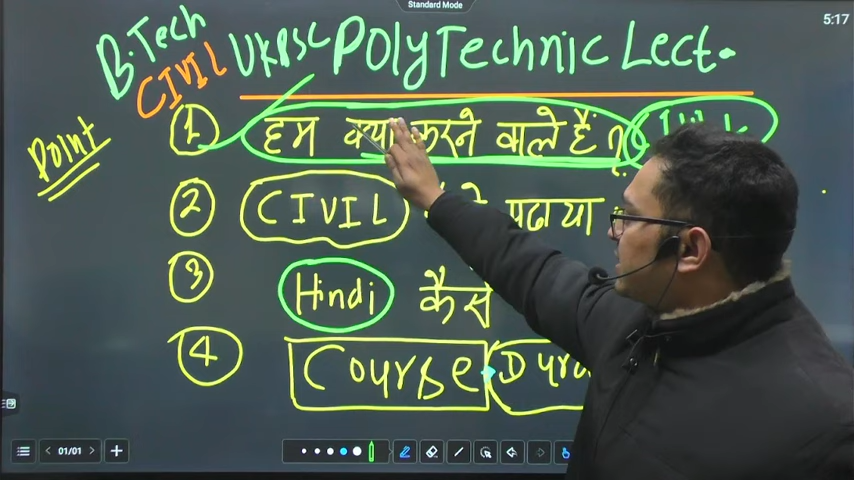 Standard Mode
5:17
B.Tech
CIVIL
UKPSC PolyTechnic Lect.
Point
① हम क्या करने वाले हैं ?
② CIVIL पढाया
③ Hindi कैसे
④ Course
01/01